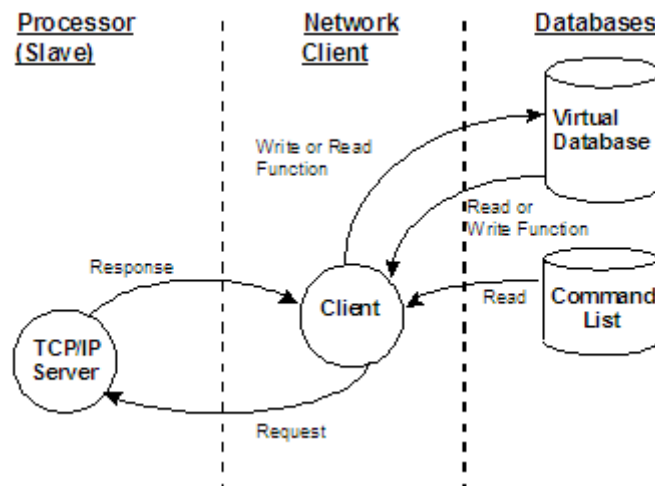 Processor
(Slave)
Network
Client
Databases
Virtual
Database
Write or Read
Function
Read or
Write Function
Response
Client
Read
Command
List
TCP/IP
Server
Request